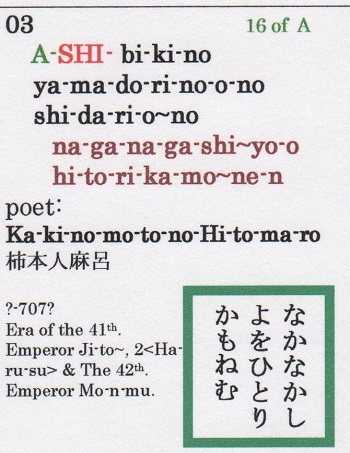 03
16 of A
A-SHI- bi-ki-no
ya-ma-do-ri-no-o-no
shi-da-ri-o~no
na-ga-na-ga-shi~yo-o
hi-to-ri-ka-mo~ne-n
poet:
Ka-ki-no-mo-to-no-Hi-to-ma-ro
柿本人麻呂
?-707?
Era of the 41th.
Emperor Ji-to~, 2<Ha-
ru-su> & The 42th.
Emperor Mo-n-mu.
なかなかし
よをひとり
かもねむ